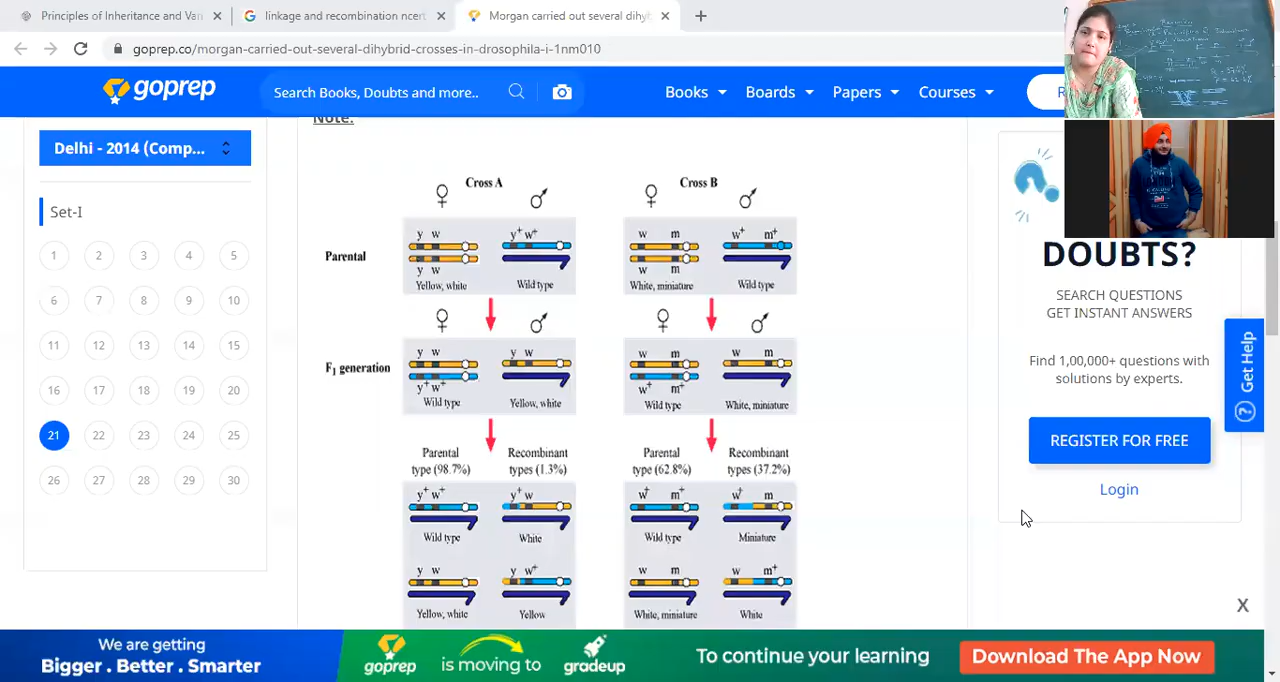 Principles of Inheritance and Vari
linkage and recombination ncert
Morgan carried out several dihyb
goprep.co/morgan-carried-out-several-dihybrid-crosses-in-drosophila-i-1nm010
goprep
Search Books, Doubts and more..
Books
Boards
Papers
Courses
R
Delhi - 2014 (Comp...
Set-I
1 2 3 4 5
6 7 8 9 10
11 12 13 14 15
16 17 18 19 20
21 22 23 24 25
26 27 28 29 30
Note:
Cross A
Cross B
♀ ♂ ♀ ♂
Parental
y w y+ w+ w m w+ m+
y w w m
Yellow, white Wild type White, miniature Wild type
♀ ♂ ♀ ♂
F1 generation
y w y w w m w m
y+ w+ w+ m+
Wild type Yellow, white Wild type White, miniature
Parental Recombinant Parental Recombinant
type (98.7%) types (1.3%) type (62.8%) types (37.2%)
y+ w+ y+ w w+ m+ w+ m
Wild type White Wild type Miniature
y w y w+ w m w m+
Yellow, white Yellow White, miniature White
DOUBTS?
SEARCH QUESTIONS
GET INSTANT ANSWERS
Find 1,00,000+ questions with
solutions by experts.
REGISTER FOR FREE
Login
Get Help
X
We are getting
Bigger . Better . Smarter
goprep
is moving to
gradeup
To continue your learning
Download The App Now